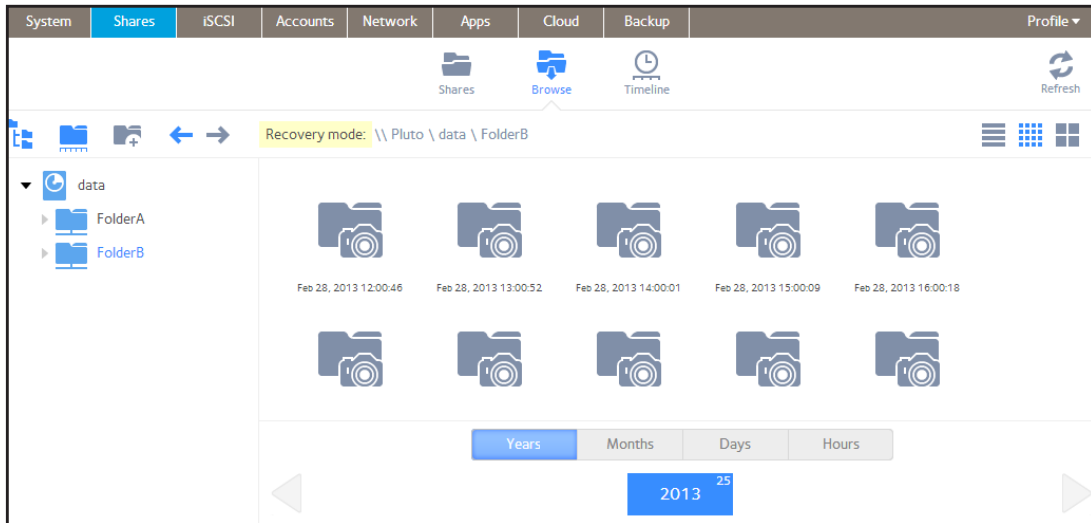 System Shares iSCSI Accounts Network Apps Cloud Backup Profile
Shares Browse Timeline Refresh
Recovery mode: \\ Pluto \ data \ FolderB
data
FolderA
FolderB
Feb 28, 2013 12:00:46 Feb 28, 2013 13:00:52 Feb 28, 2013 14:00:01 Feb 28, 2013 15:00:09 Feb 28, 2013 16:00:18
Years Months Days Hours
2013 25